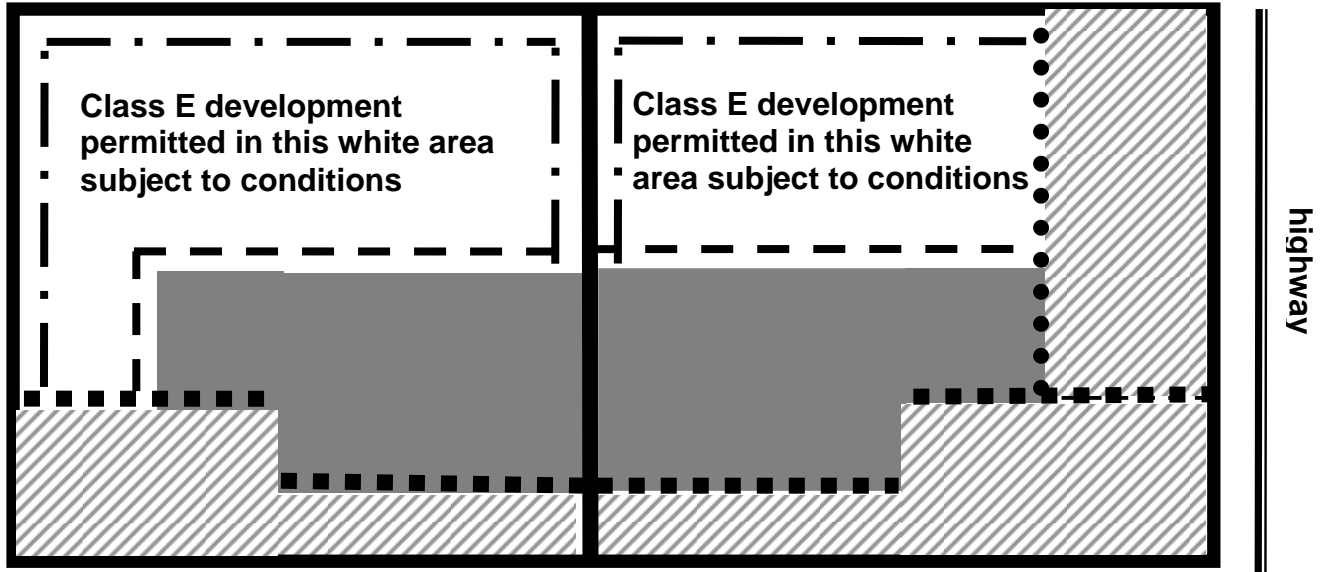 Class E development
permitted in this white area
subject to conditions
Class E development
permitted in this white
area subject to conditions
highway